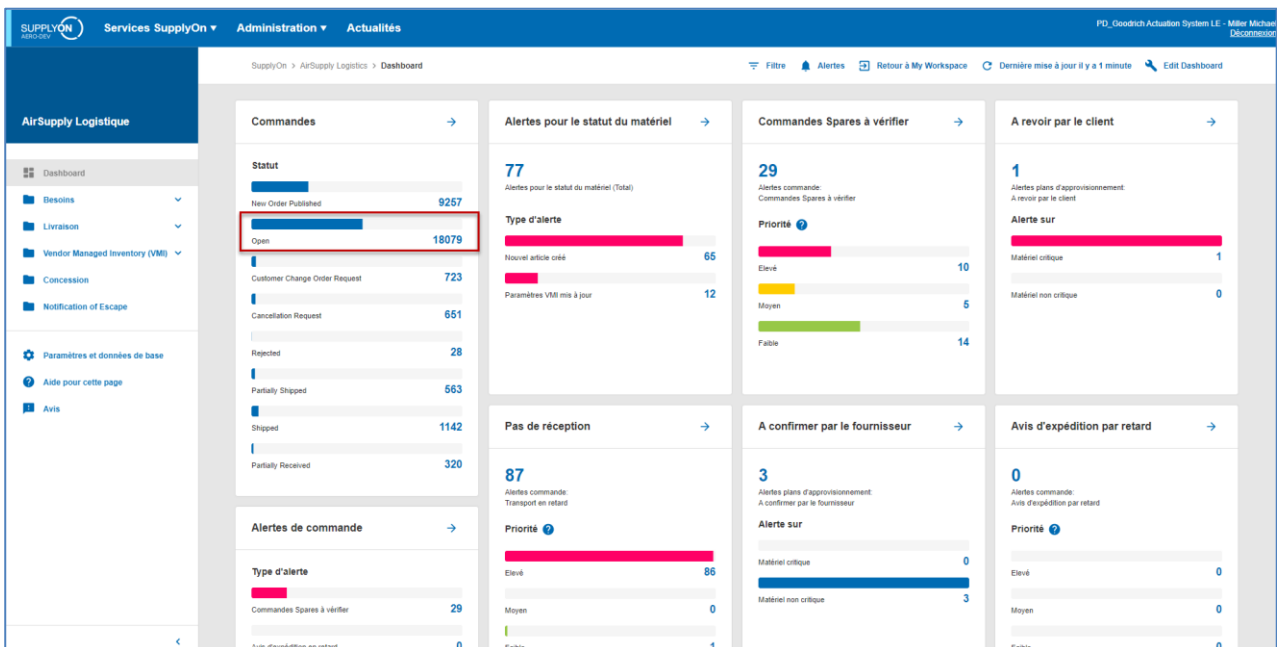 SUPPLYON
AERO-DEV
Services SupplyOn ▾
Administration ▾
Actualités
PD_Goodrich Actuation System LE - Miller Michael
Déconnexion
SupplyOn > AirSupply Logistics > Dashboard
Filtre
Alertes
Retour à My Workspace
Dernière mise à jour il y a 1 minute
Edit Dashboard
AirSupply Logistique
Dashboard
Besoins
Livraison
Vendor Managed Inventory (VMI)
Concession
Notification of Escape
Paramètres et données de base
Aide pour cette page
Avis
Commandes
Statut
New Order Published 9257
Open 18079
Customer Change Order Request 723
Cancellation Request 651
Rejected 28
Partially Shipped 563
Shipped 1142
Partially Received 320
Alertes pour le statut du matériel
77
Alertes pour le statut du matériel (Total)
Type d'alerte
Nouvel article créé 65
Paramètres VMI mis à jour 12
Commandes Spares à vérifier
29
Alertes commande:
Commandes Spares à vérifier
Priorité
Elevé 10
Moyen 5
Faible 14
A revoir par le client
1
Alertes plans d'approvisionnement:
A revoir par le client
Alerte sur
Matériel critique 1
Matériel non critique 0
Alertes de commande
Type d'alerte
Commandes Spares à vérifier 29
Avis d'expédition en retard 0
Pas de réception
87
Alertes commande:
Transport en retard
Priorité
Elevé 86
Moyen 0
Faible 1
A confirmer par le fournisseur
3
Alertes plans d'approvisionnement:
A confirmer par le fournisseur
Alerte sur
Matériel critique 0
Matériel non critique 3
Avis d'expédition par retard
0
Alertes commande:
Avis d'expédition par retard
Priorité
Elevé 0
Moyen 0
Faible 0